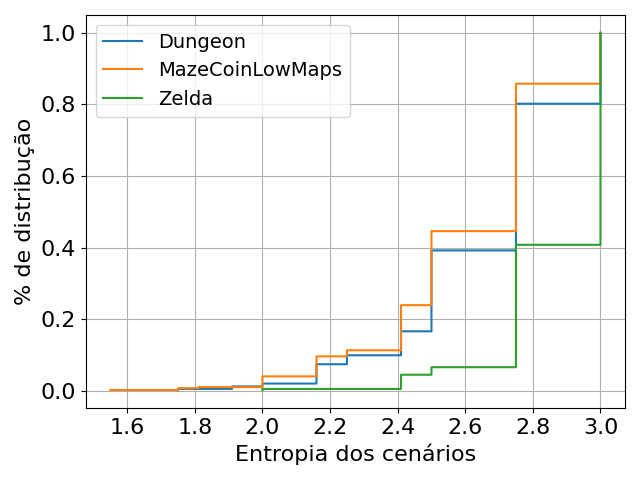 Dungeon
MazeCoinLowMaps
Zelda
% de distribução
1.0
0.8
0.6
0.4
0.2
0.0
1.6 1.8 2.0 2.2 2.4 2.6 2.8 3.0
Entropia dos cenários